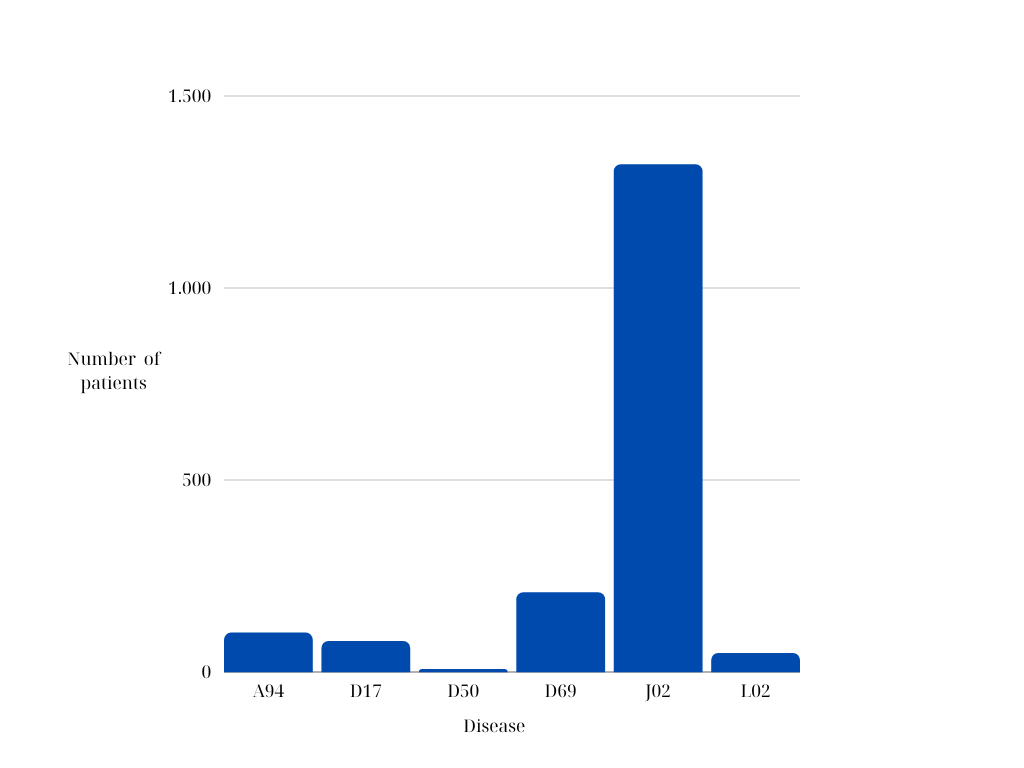 1.500
1.000
Number of
patients
500
0
A94 D17 D50 D69 J02 L02
Disease